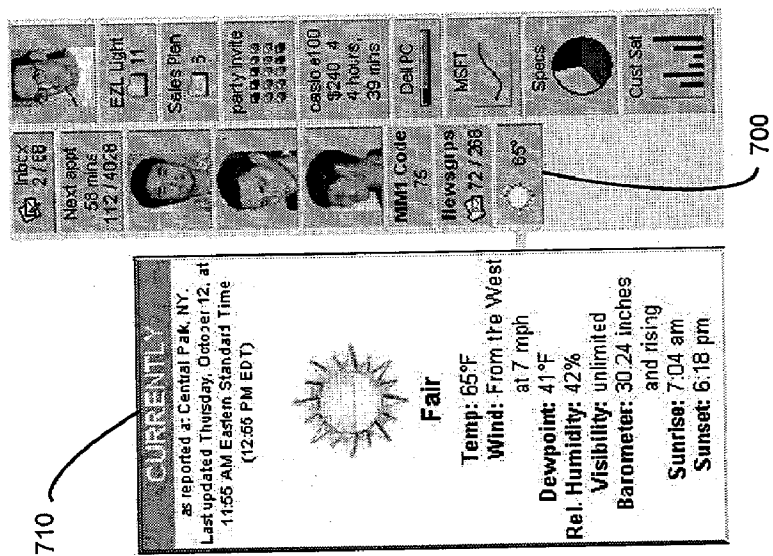 710
CURRENTLY
as reported at Central Park, NY.
Last updated Thursday, October 12, at
11:55 AM Eastern Standard Time
(12:55 PM EDT)
Fair
Temp: 65°F
Wind: From the West
at 7 mph
Dewpoint: 41°F
Rel. Humidity: 42%
Visibility: unlimited
Barometer: 30.24 inches
and rising
Sunrise: 7:04 am
Sunset: 6:18 pm
Inbox
2 / 68
Next appt
53 mins
112 / 4028
MM1 Code
75
Newsgrps
72 / 268
65°
EZL Light
11
Sales Plan
5
party invite
casio e100
$240 4
4 hours,
39 mins
Dell PC
MSFT
Specs
Cust Sat
700